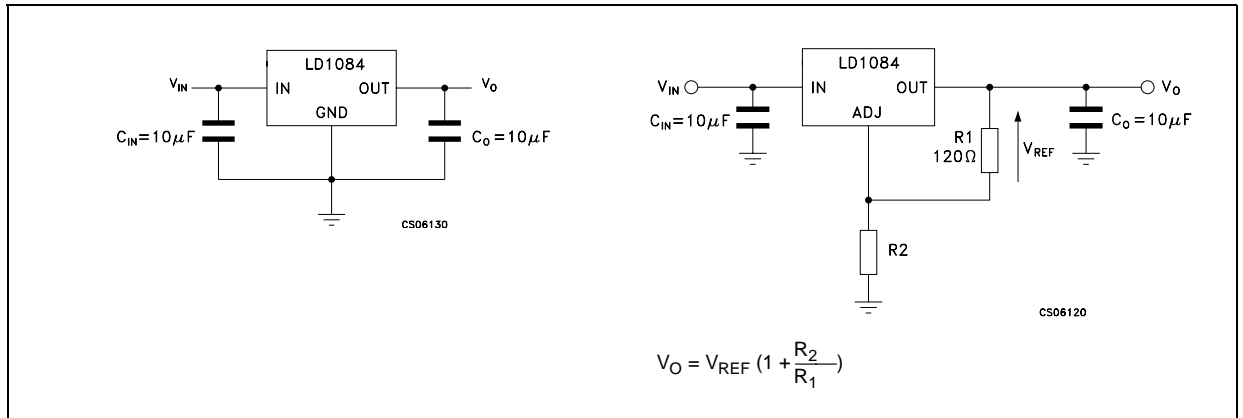 LD1084
V_IN IN OUT V_O
GND
C_IN=10μF C_O=10μF
CS06130
LD1084
V_IN IN OUT V_O
ADJ
C_IN=10μF R1 120Ω V_REF C_O=10μF
R2
CS06120
V_O = V_REF (1 + R_2/R_1)